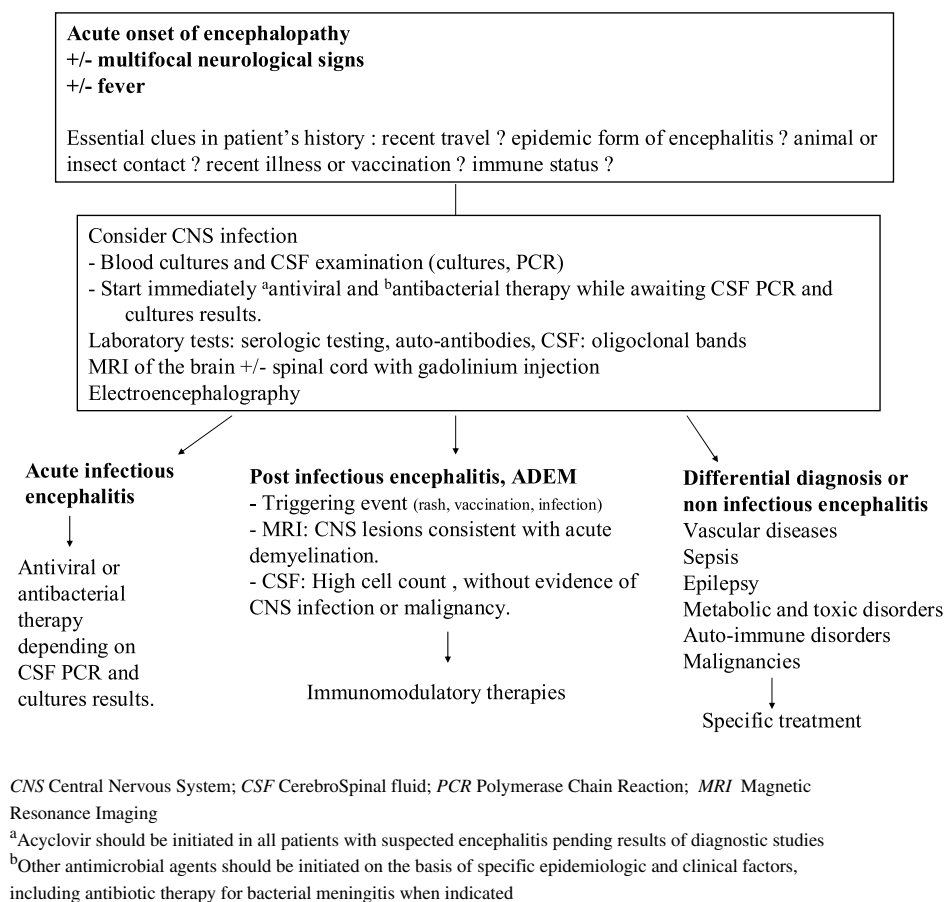 Acute onset of encephalopathy
+/- multifocal neurological signs
+/- fever
Essential clues in patient's history : recent travel ? epidemic form of encephalitis ? animal or
insect contact ? recent illness or vaccination ? immune status ?
Consider CNS infection
- Blood cultures and CSF examination (cultures, PCR)
- Start immediately ᵃantiviral and ᵇantibacterial therapy while awaiting CSF PCR and
cultures results.
Laboratory tests: serologic testing, auto-antibodies, CSF: oligoclonal bands
MRI of the brain +/- spinal cord with gadolinium injection
Electroencephalography
Acute infectious
encephalitis
Antiviral or
antibacterial
therapy
depending on
CSF PCR and
cultures results.
Post infectious encephalitis, ADEM
- Triggering event (rash, vaccination, infection)
- MRI: CNS lesions consistent with acute
demyelination.
- CSF: High cell count , without evidence of
CNS infection or malignancy.
Immunomodulatory therapies
Differential diagnosis or
non infectious encephalitis
Vascular diseases
Sepsis
Epilepsy
Metabolic and toxic disorders
Auto-immune disorders
Malignancies
Specific treatment
CNS Central Nervous System; CSF CerebroSpinal fluid; PCR Polymerase Chain Reaction; MRI Magnetic
Resonance Imaging
ᵃAcyclovir should be initiated in all patients with suspected encephalitis pending results of diagnostic studies
ᵇOther antimicrobial agents should be initiated on the basis of specific epidemiologic and clinical factors,
including antibiotic therapy for bacterial meningitis when indicated